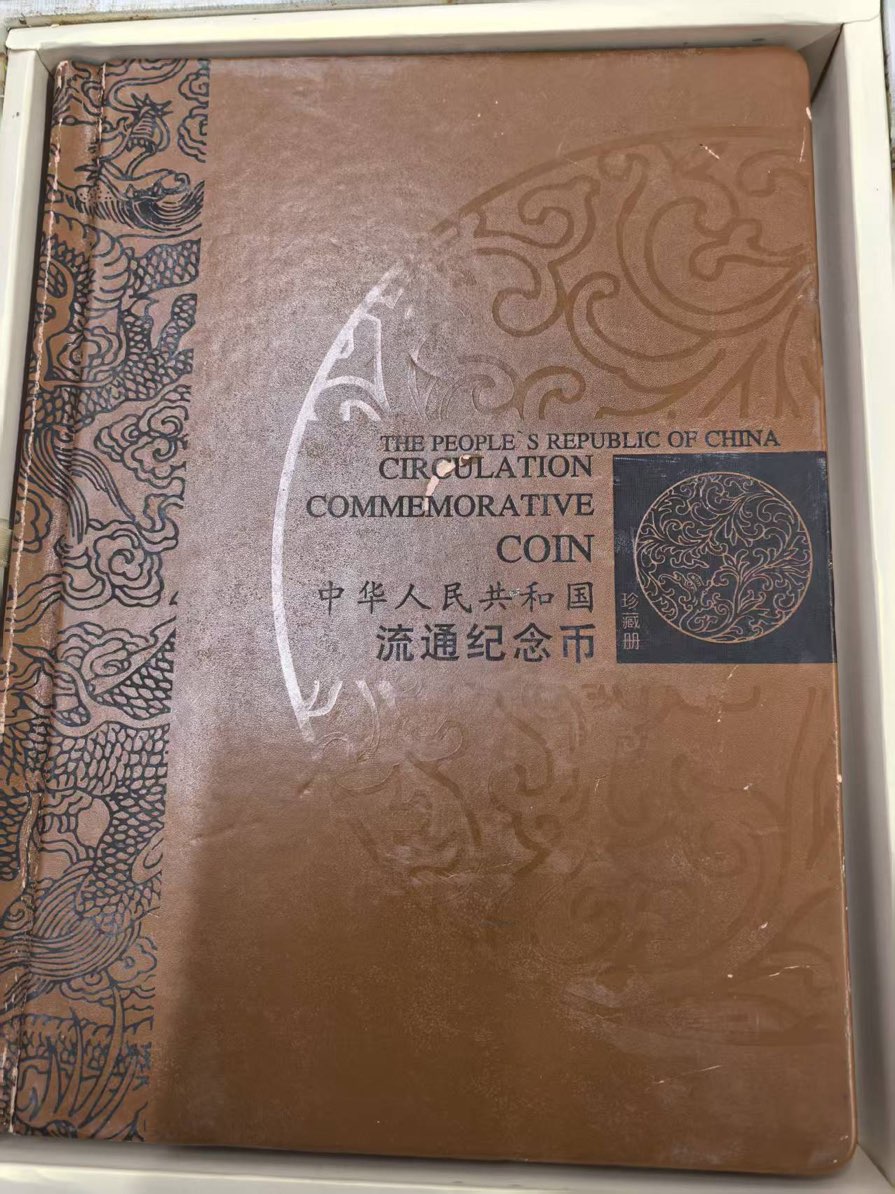 THE PEOPLE`S REPUBLIC OF CHINA
CIRCULATION
COMMEMORATIVE
COIN
中华人民共和国
流通纪念币
珍藏册